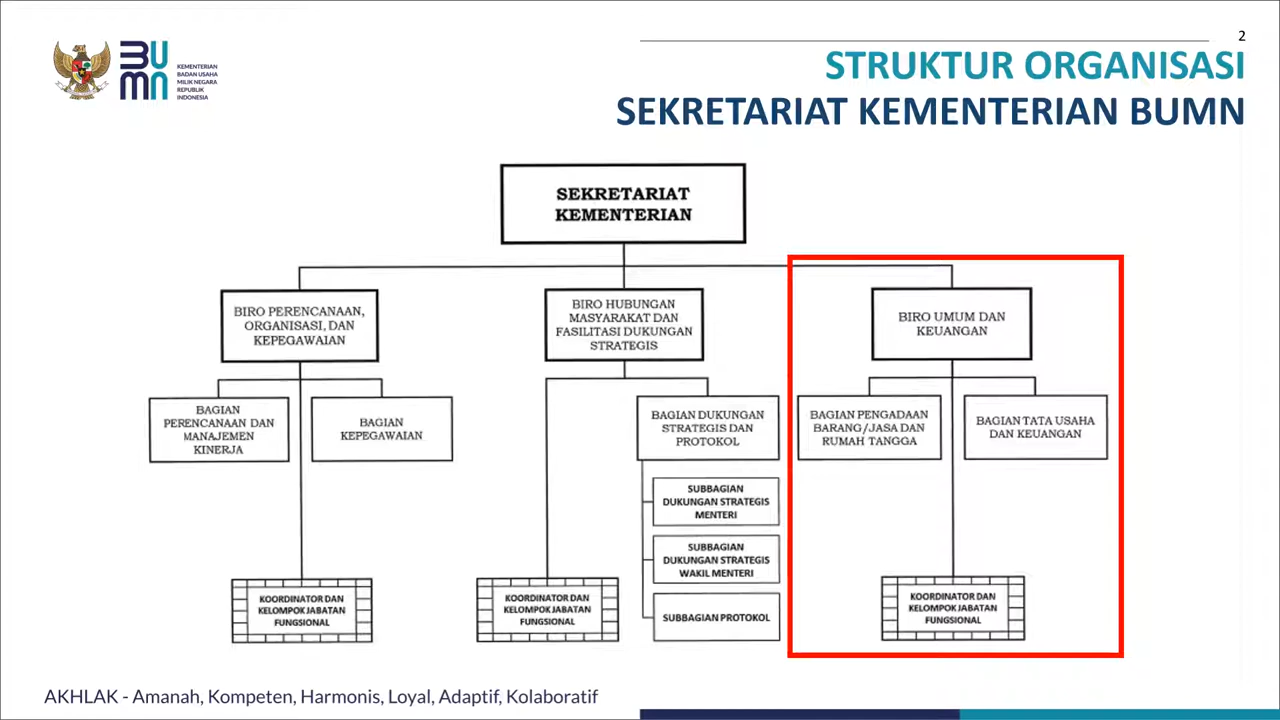 2
BUMN
KEMENTERIAN
BADAN USAHA
MILIK NEGARA
REPUBLIK
INDONESIA
STRUKTUR ORGANISASI
SEKRETARIAT KEMENTERIAN BUMN
SEKRETARIAT
KEMENTERIAN
BIRO PERENCANAAN,
ORGANISASI, DAN
KEPEGAWAIAN
BIRO HUBUNGAN
MASYARAKAT DAN
FASILITASI DUKUNGAN
STRATEGIS
BIRO UMUM DAN
KEUANGAN
BAGIAN
PERENCANAAN DAN
MANAJEMEN
KINERJA
BAGIAN
KEPEGAWAIAN
BAGIAN DUKUNGAN
STRATEGIS DAN
PROTOKOL
BAGIAN PENGADAAN
BARANG/JASA DAN
RUMAH TANGGA
BAGIAN TATA USAHA
DAN KEUANGAN
SUBBAGIAN
DUKUNGAN STRATEGIS
MENTERI
SUBBAGIAN
DUKUNGAN STRATEGIS
WAKIL MENTERI
SUBBAGIAN PROTOKOL
KOORDINATOR DAN
KELOMPOK JABATAN
FUNGSIONAL
KOORDINATOR DAN
KELOMPOK JABATAN
FUNGSIONAL
KOORDINATOR DAN
KELOMPOK JABATAN
FUNGSIONAL
AKHLAK - Amanah, Kompeten, Harmonis, Loyal, Adaptif, Kolaboratif